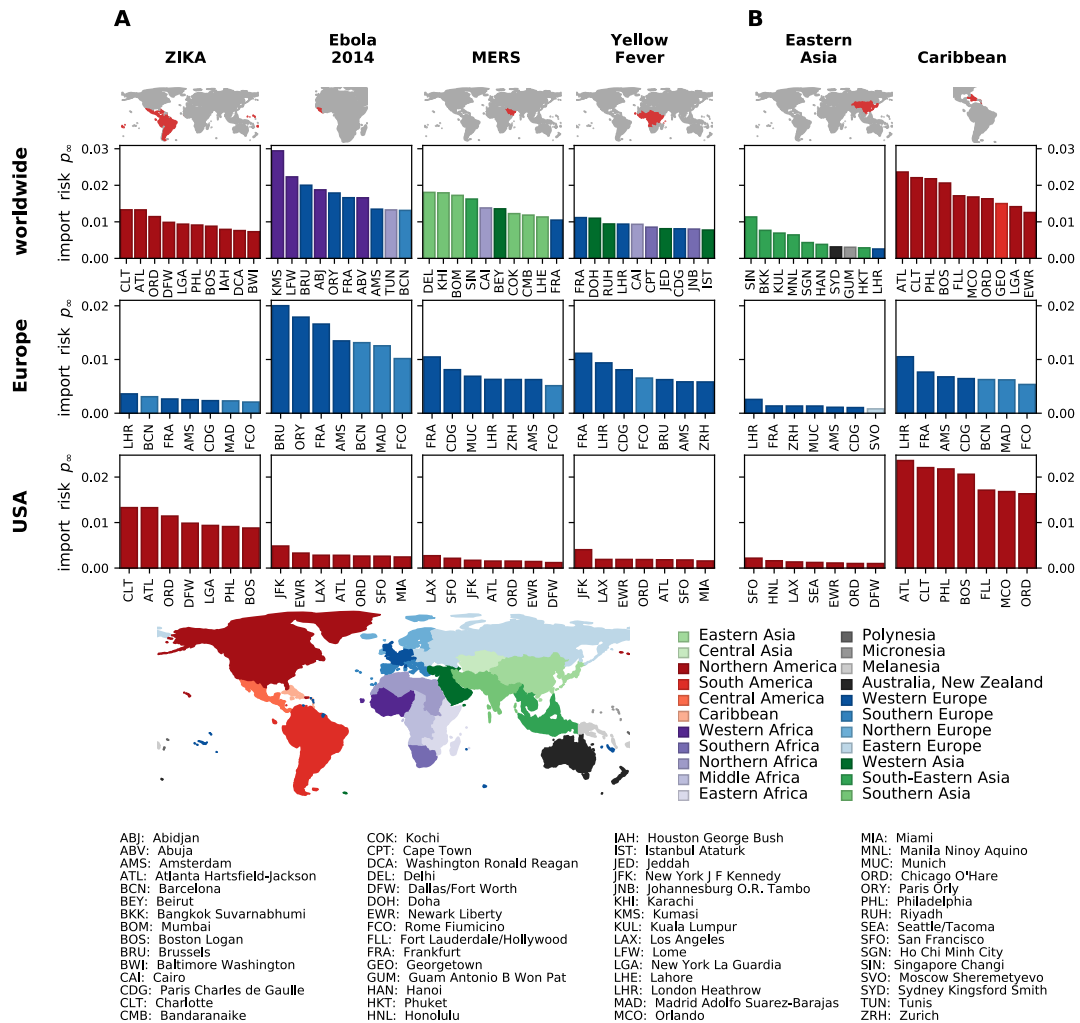 A
B
ZIKA
Ebola
2014
MERS
Yellow
Fever
Eastern
Asia
Caribbean
worldwide
import risk p∞
0.03
0.02
0.01
0.00
0.03
0.02
0.01
0.00
CLT ATL ORD DFW LGA PHL BOS IAH DCA BWI
KMS LFW BRU ABJ ORY FRA ABV AMS TUN BCN
DEL KHI BOM SIN CAI BEY COK CMB LHE FRA
FRA DOH RUH LHR CAI CPT JED CDG JNB IST
SIN BKK KUL MNL SGN HAN SYD GUM HKT LHR
ATL CLT PHL BOS FLL MCO ORD GEO LGA EWR
Europe
import risk p∞
0.02
0.01
0.00
0.02
0.01
0.00
LHR BCN FRA AMS CDG MAD FCO
BRU ORY FRA AMS BCN MAD FCO
FRA CDG MUC LHR ZRH AMS FCO
FRA LHR CDG FCO BRU AMS ZRH
LHR FRA ZRH MUC AMS CDG SVO
LHR FRA AMS CDG BCN MAD FCO
USA
import risk p∞
0.02
0.01
0.00
0.02
0.01
0.00
CLT ATL ORD DFW LGA PHL BOS
JFK EWR LAX ATL ORD SFO MIA
LAX SFO JFK ATL ORD EWR DFW
JFK LAX EWR ORD ATL SFO MIA
SFO HNL LAX SEA EWR ORD DFW
ATL CLT PHL BOS FLL MCO ORD
Eastern Asia
Central Asia
Northern America
South America
Central America
Caribbean
Western Africa
Southern Africa
Northern Africa
Middle Africa
Eastern Africa
Polynesia
Micronesia
Melanesia
Australia, New Zealand
Western Europe
Southern Europe
Northern Europe
Eastern Europe
Western Asia
South-Eastern Asia
Southern Asia
ABJ: Abidjan
ABV: Abuja
AMS: Amsterdam
ATL: Atlanta Hartsfield-Jackson
BCN: Barcelona
BEY: Beirut
BKK: Bangkok Suvarnabhumi
BOM: Mumbai
BOS: Boston Logan
BRU: Brussels
BWI: Baltimore Washington
CAI: Cairo
CDG: Paris Charles de Gaulle
CLT: Charlotte
CMB: Bandaranaike
COK: Kochi
CPT: Cape Town
DCA: Washington Ronald Reagan
DEL: Delhi
DFW: Dallas/Fort Worth
DOH: Doha
EWR: Newark Liberty
FCO: Rome Fiumicino
FLL: Fort Lauderdale/Hollywood
FRA: Frankfurt
GEO: Georgetown
GUM: Guam Antonio B Won Pat
HAN: Hanoi
HKT: Phuket
HNL: Honolulu
IAH: Houston George Bush
IST: Istanbul Ataturk
JED: Jeddah
JFK: New York J F Kennedy
JNB: Johannesburg O.R. Tambo
KHI: Karachi
KMS: Kumasi
KUL: Kuala Lumpur
LAX: Los Angeles
LFW: Lome
LGA: New York La Guardia
LHE: Lahore
LHR: London Heathrow
MAD: Madrid Adolfo Suarez-Barajas
MCO: Orlando
MIA: Miami
MNL: Manila Ninoy Aquino
MUC: Munich
ORD: Chicago O'Hare
ORY: Paris Orly
PHL: Philadelphia
RUH: Riyadh
SEA: Seattle/Tacoma
SFO: San Francisco
SGN: Ho Chi Minh City
SIN: Singapore Changi
SVO: Moscow Sheremetyevo
SYD: Sydney Kingsford Smith
TUN: Tunis
ZRH: Zurich